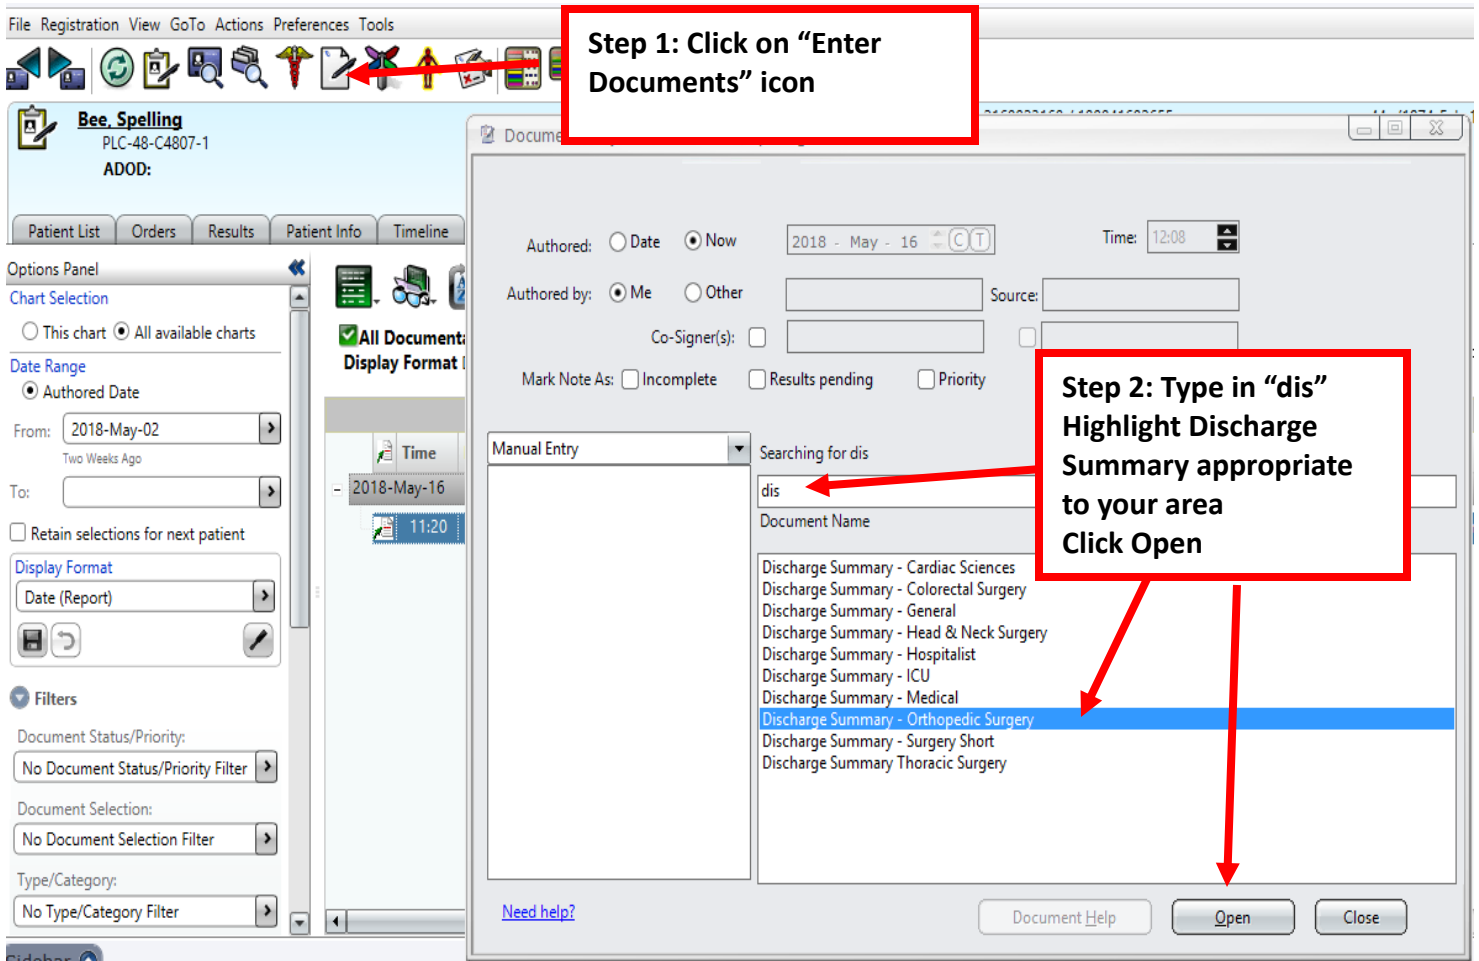 File Registration View GoTo Actions Preferences Tools
Step 1: Click on “Enter
Documents” icon
Bee, Spelling
PLC-48-C4807-1
ADOD:
Patient List Orders Results Patient Info Timeline
Options Panel
Chart Selection
This chart All available charts
Date Range
Authored Date
From: 2018-May-02
Two Weeks Ago
To:
Retain selections for next patient
Display Format
Date (Report)
Filters
Document Status/Priority:
No Document Status/Priority Filter
Document Selection:
No Document Selection Filter
Type/Category:
No Type/Category Filter
Sidebar
All Documenta
Display Format
Time
2018-May-16
11:20
Docume
Authored: Date Now 2018 - May - 16 C T Time: 12:08
Authored by: Me Other Source:
Co-Signer(s):
Mark Note As: Incomplete Results pending Priority
Step 2: Type in “dis”
Highlight Discharge
Summary appropriate
to your area
Click Open
Manual Entry
Searching for dis
dis
Document Name
Discharge Summary - Cardiac Sciences
Discharge Summary - Colorectal Surgery
Discharge Summary - General
Discharge Summary - Head & Neck Surgery
Discharge Summary - Hospitalist
Discharge Summary - ICU
Discharge Summary - Medical
Discharge Summary - Orthopedic Surgery
Discharge Summary - Surgery Short
Discharge Summary Thoracic Surgery
Need help?
Document Help Open Close